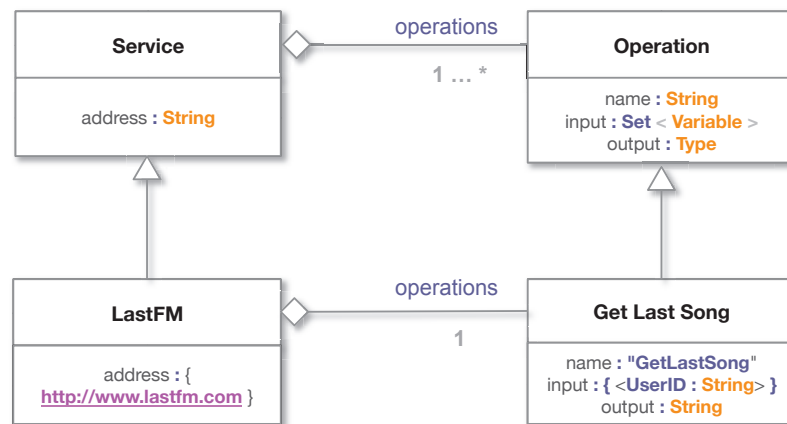 Service
address : String
operations
1 ... *
Operation
name : String
input : Set < Variable >
output : Type
LastFM
address : {
http://www.lastfm.com }
operations
1
Get Last Song
name : "GetLastSong"
input : { <UserID : String> }
output : String